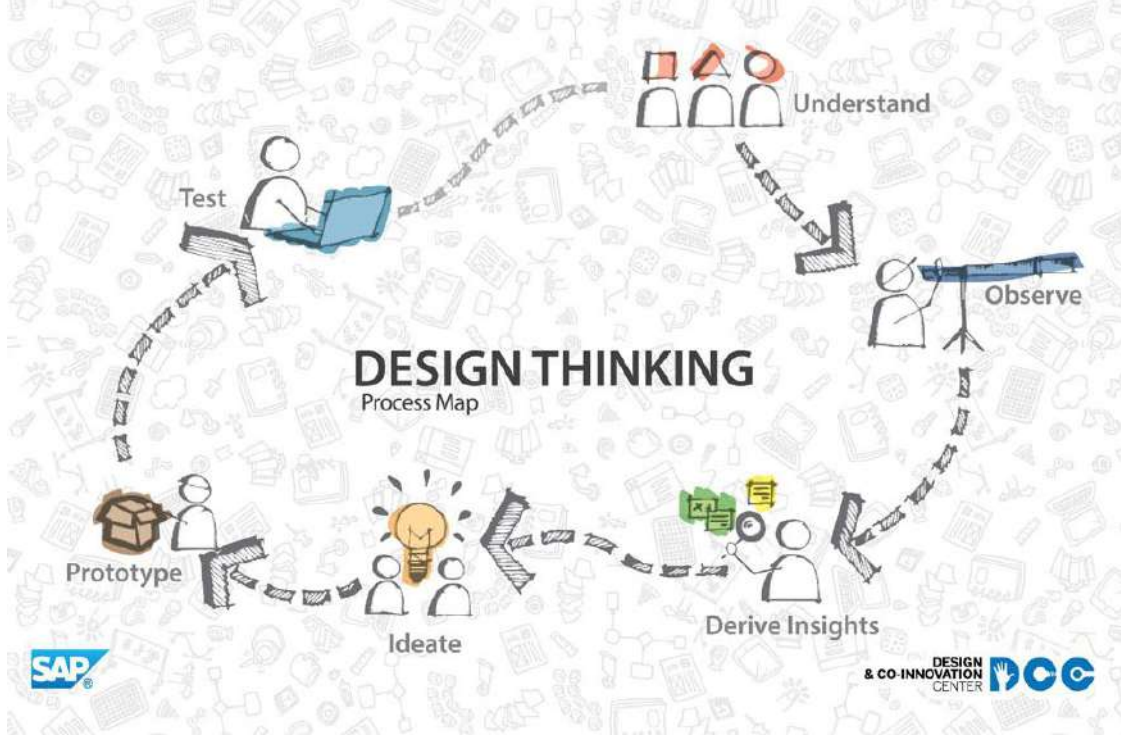 Understand
Test
Observe
DESIGN THINKING
Process Map
Prototype
Derive Insights
Ideate
SAP®
DESIGN
& CO-INNOVATION
CENTER
DCC